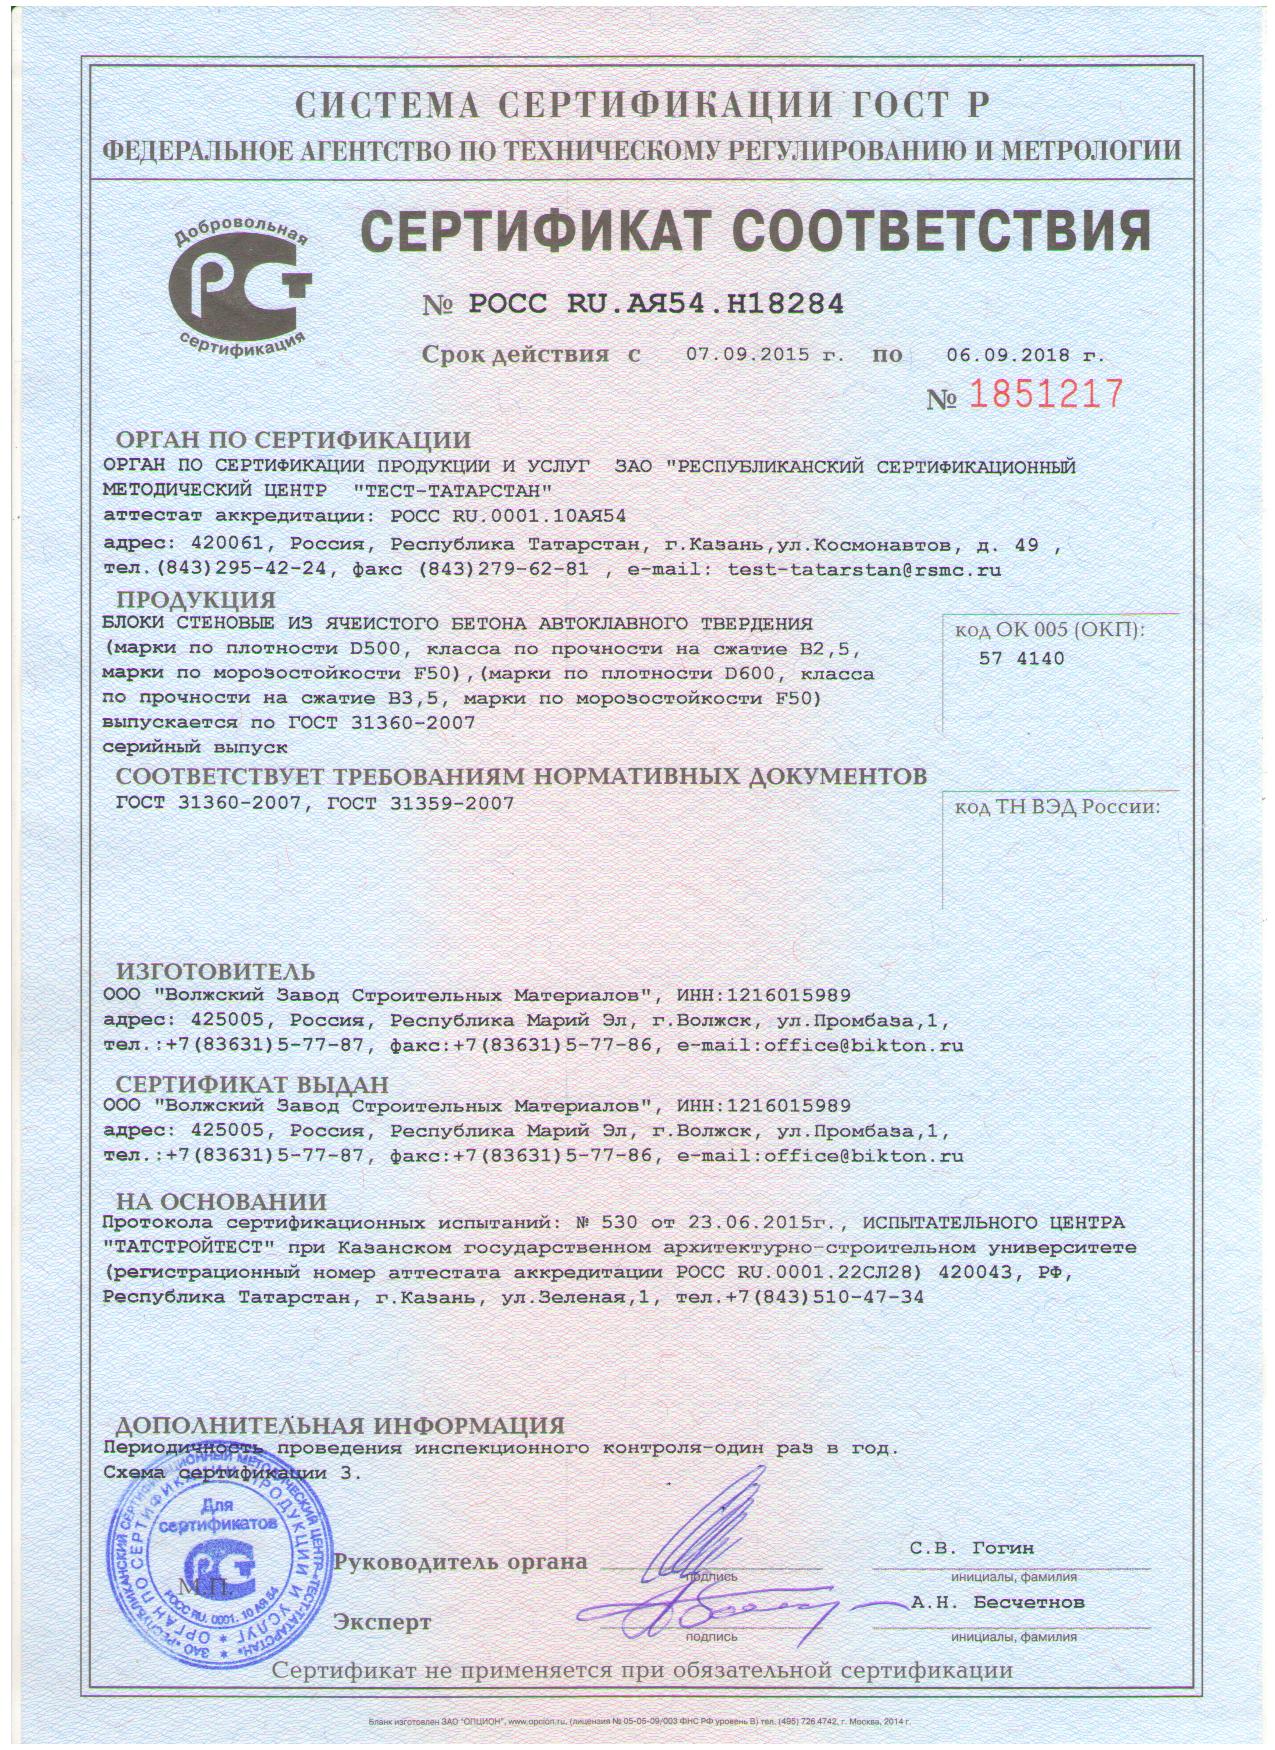 СИСТЕМА СЕРТИФИКАЦИИ ГОСТ Р
ФЕДЕРАЛЬНОЕ АГЕНТСТВО ПО ТЕХНИЧЕСКОМУ РЕГУЛИРОВАНИЮ И МЕТРОЛОГИИ
Добровольная
РСТ
сертификация
СЕРТИФИКАТ СООТВЕТСТВИЯ
№ РОСС RU.АЯ54.Н18284
Срок действия с 07.09.2015 г. по 06.09.2018 г.
№ 1851217
ОРГАН ПО СЕРТИФИКАЦИИ
ОРГАН ПО СЕРТИФИКАЦИИ ПРОДУКЦИИ И УСЛУГ ЗАО "РЕСПУБЛИКАНСКИЙ СЕРТИФИКАЦИОННЫЙ
МЕТОДИЧЕСКИЙ ЦЕНТР "ТЕСТ-ТАТАРСТАН"
аттестат аккредитации: РОСС RU.0001.10АЯ54
адрес: 420061, Россия, Республика Татарстан, г.Казань,ул.Космонавтов, д. 49 ,
тел.(843)295-42-24, факс (843)279-62-81 , e-mail: test-tatarstan@rsmc.ru
ПРОДУКЦИЯ
БЛОКИ СТЕНОВЫЕ ИЗ ЯЧЕИСТОГО БЕТОНА АВТОКЛАВНОГО ТВЕРДЕНИЯ
(марки по плотности D500, класса по прочности на сжатие В2,5,
марки по морозостойкости F50),(марки по плотности D600, класса
по прочности на сжатие В3,5, марки по морозостойкости F50)
выпускается по ГОСТ 31360-2007
серийный выпуск
код ОК 005 (ОКП):
57 4140
СООТВЕТСТВУЕТ ТРЕБОВАНИЯМ НОРМАТИВНЫХ ДОКУМЕНТОВ
ГОСТ 31360-2007, ГОСТ 31359-2007
код ТН ВЭД России:
ИЗГОТОВИТЕЛЬ
ООО "Волжский Завод Строительных Материалов", ИНН:1216015989
адрес: 425005, Россия, Республика Марий Эл, г.Волжск, ул.Промбаза,1,
тел.:+7(83631)5-77-87, факс:+7(83631)5-77-86, e-mail:office@bikton.ru
СЕРТИФИКАТ ВЫДАН
ООО "Волжский Завод Строительных Материалов", ИНН:1216015989
адрес: 425005, Россия, Республика Марий Эл, г.Волжск, ул.Промбаза,1,
тел.:+7(83631)5-77-87, факс:+7(83631)5-77-86, e-mail:office@bikton.ru
НА ОСНОВАНИИ
Протокола сертификационных испытаний: № 530 от 23.06.2015г., ИСПЫТАТЕЛЬНОГО ЦЕНТРА
"ТАТСТРОЙТЕСТ" при Казанском государственном архитектурно-строительном университете
(регистрационный номер аттестата аккредитации РОСС RU.0001.22СЛ28) 420043, РФ,
Республика Татарстан, г.Казань, ул.Зеленая,1, тел.+7(843)510-47-34
ДОПОЛНИТЕЛЬНАЯ ИНФОРМАЦИЯ
Периодичность проведения инспекционного контроля-один раз в год.
Схема сертификации 3.
ЗАО «РЕСПУБЛИКАНСКИЙ СЕРТИФИКАЦИОННЫЙ МЕТОДИЧЕСКИЙ ЦЕНТР «ТЕСТ-ТАТАРСТАН»
ОРГАН ПО СЕРТИФИКАЦИИ ПРОДУКЦИИ И УСЛУГ
Для
сертификатов
РСТ
РОСС RU. 0001. 10 АЯ 54
М.П.
Руководитель органа
подпись
С.В. Гогин
инициалы, фамилия
Эксперт
подпись
А.Н. Бесчетнов
инициалы, фамилия
Сертификат не применяется при обязательной сертификации
Бланк изготовлен ЗАО "ОПЦИОН", www.opcion.ru, (лицензия № 05-05-09/003 ФНС РФ уровень В) тел. (495) 726 4742, г. Москва, 2014 г.